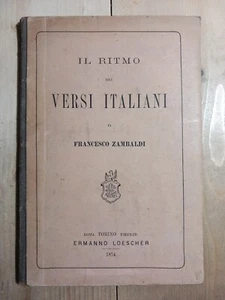 IL RITMO
DEI
VERSI ITALIANI
DI
FRANCESCO ZAMBALDI
ROMA TORINO FIRENZE
ERMANNO LOESCHER
1874.